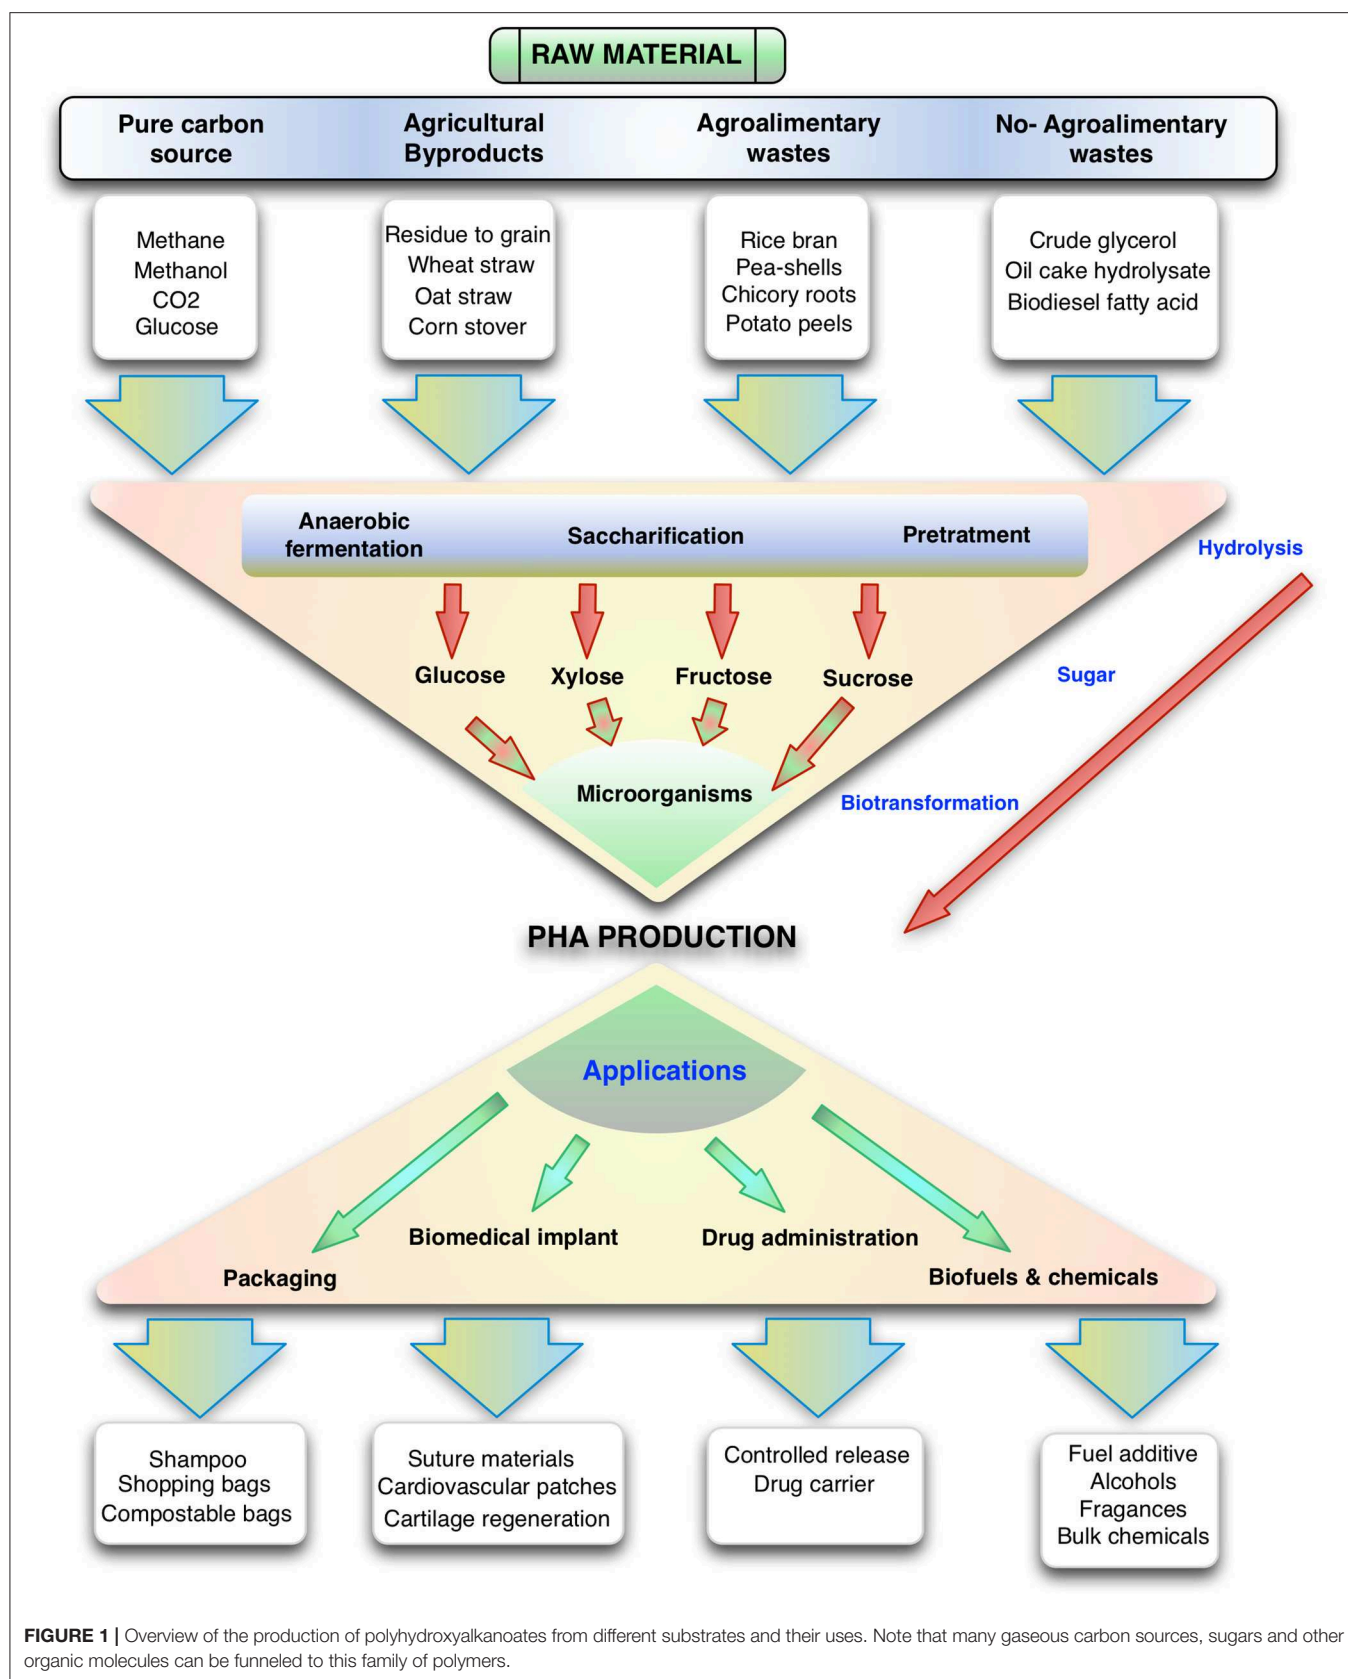 RAW MATERIAL
Pure carbon
source
Agricultural
Byproducts
Agroalimentary
wastes
No- Agroalimentary
wastes
Methane
Methanol
CO2
Glucose
Residue to grain
Wheat straw
Oat straw
Corn stover
Rice bran
Pea-shells
Chicory roots
Potato peels
Crude glycerol
Oil cake hydrolysate
Biodiesel fatty acid
Anaerobic
fermentation
Saccharification
Pretratment
Hydrolysis
Glucose
Xylose
Fructose
Sucrose
Sugar
Microorganisms
Biotransformation
PHA PRODUCTION
Applications
Packaging
Biomedical implant
Drug administration
Biofuels & chemicals
Shampoo
Shopping bags
Compostable bags
Suture materials
Cardiovascular patches
Cartilage regeneration
Controlled release
Drug carrier
Fuel additive
Alcohols
Fragances
Bulk chemicals
FIGURE 1 | Overview of the production of polyhydroxyalkanoates from different substrates and their uses. Note that many gaseous carbon sources, sugars and other
organic molecules can be funneled to this family of polymers.